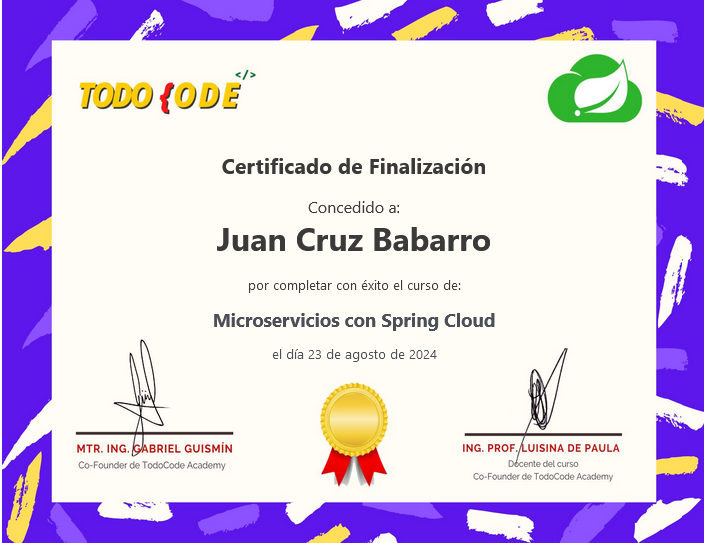 </>
TODO {ODE
Certificado de Finalización
Concedido a:
Juan Cruz Babarro
por completar con éxito el curso de:
Microservicios con Spring Cloud
el día 23 de agosto de 2024
MTR. ING. GABRIEL GUISMÍN
Co-Founder de TodoCode Academy
ING. PROF. LUISINA DE PAULA
Docente del curso
Co-Founder de TodoCode Academy